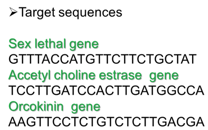 ➢Target sequences
Sex lethal gene
GTTTACCATGTTCTTCTGCTAT
Accetyl choline estrase gene
TCCTTGATCCACTTGATGGCCA
Orcokinin gene
AAGTTCCTCTGTCTCTTGACGA